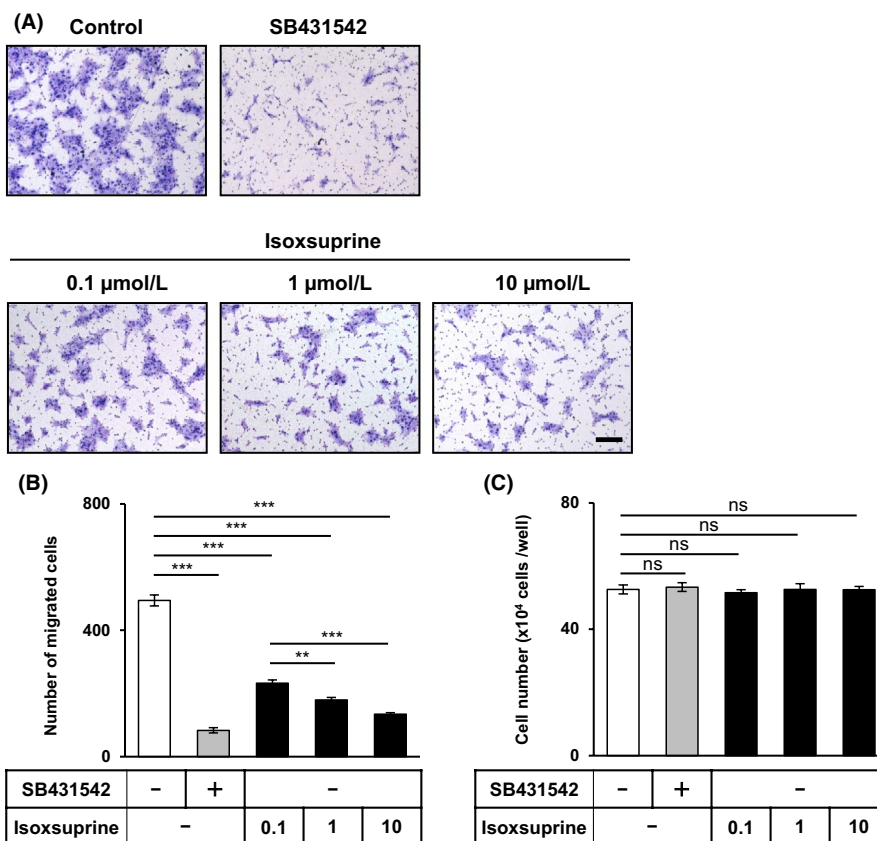 (A)
Control
SB431542
Isoxsuprine
0.1 µmol/L
1 µmol/L
10 µmol/L
(B)
800
400
0
Number of migrated cells
***
***
***
***
***
**
SB431542
−
+
−
Isoxsuprine
−
0.1
1
10
(C)
80
40
0
Cell number (x10⁴ cells /well)
ns
ns
ns
ns
SB431542
−
+
−
Isoxsuprine
−
0.1
1
10